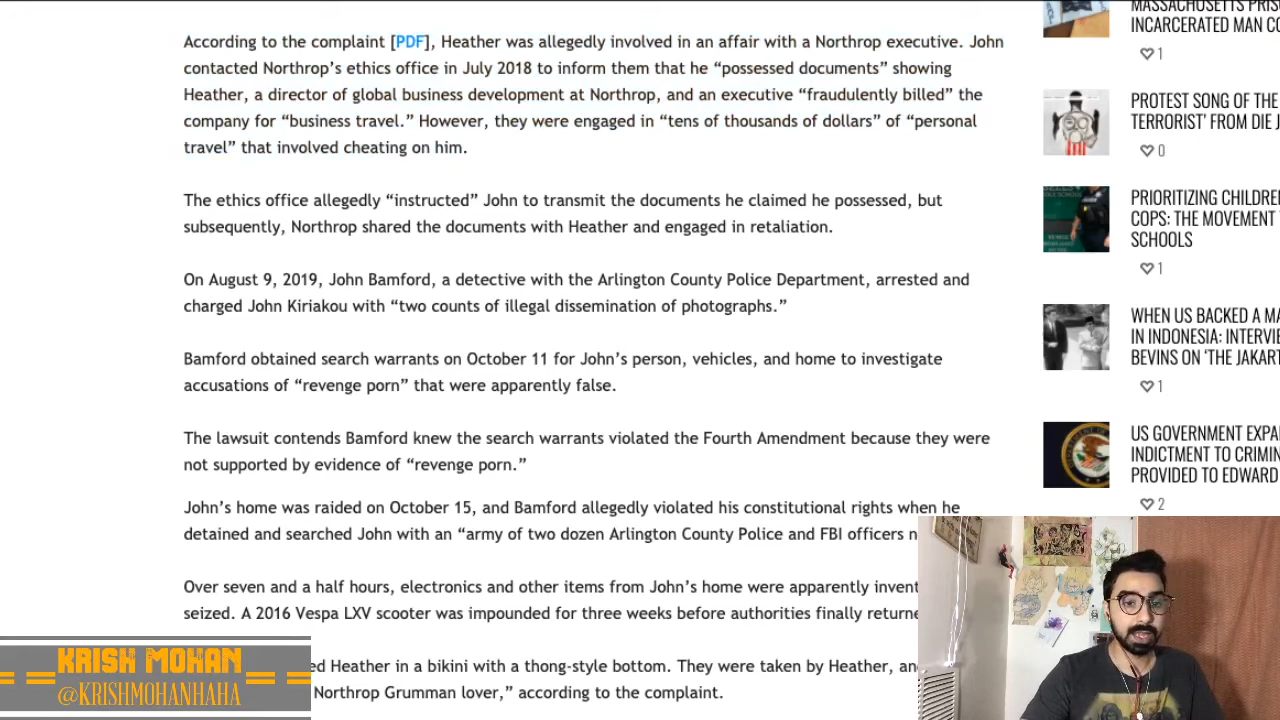 According to the complaint [PDF], Heather was allegedly involved in an affair with a Northrop executive. John
contacted Northrop’s ethics office in July 2018 to inform them that he “possessed documents” showing
Heather, a director of global business development at Northrop, and an executive “fraudulently billed” the
company for “business travel.” However, they were engaged in “tens of thousands of dollars” of “personal
travel” that involved cheating on him.
The ethics office allegedly “instructed” John to transmit the documents he claimed he possessed, but
subsequently, Northrop shared the documents with Heather and engaged in retaliation.
On August 9, 2019, John Bamford, a detective with the Arlington County Police Department, arrested and
charged John Kiriakou with “two counts of illegal dissemination of photographs.”
Bamford obtained search warrants on October 11 for John’s person, vehicles, and home to investigate
accusations of “revenge porn” that were apparently false.
The lawsuit contends Bamford knew the search warrants violated the Fourth Amendment because they were
not supported by evidence of “revenge porn.”
John’s home was raided on October 15, and Bamford allegedly violated his constitutional rights when he
detained and searched John with an “army of two dozen Arlington County Police and FBI officers
Over seven and a half hours, electronics and other items from John’s home were apparently
seized. A 2016 Vespa LXV scooter was impounded for three weeks before authorities finally
Heather in a bikini with a thong-style bottom. They were taken by Heather,
Northrop Grumman lover,” according to the complaint.
MASSACHUSETTS
INCARCERATED MAN
1
PROTEST SONG OF THE
TERRORIST’ FROM DIE
0
PRIORITIZING CHILDREN
COPS: THE MOVEMENT
SCHOOLS
1
WHEN US BACKED A
IN INDONESIA:
BEVINS ON ‘THE
1
US GOVERNMENT
INDICTMENT TO
PROVIDED TO EDWARD
2
KRISH MOHAN
@KRISHMOHANHAHA